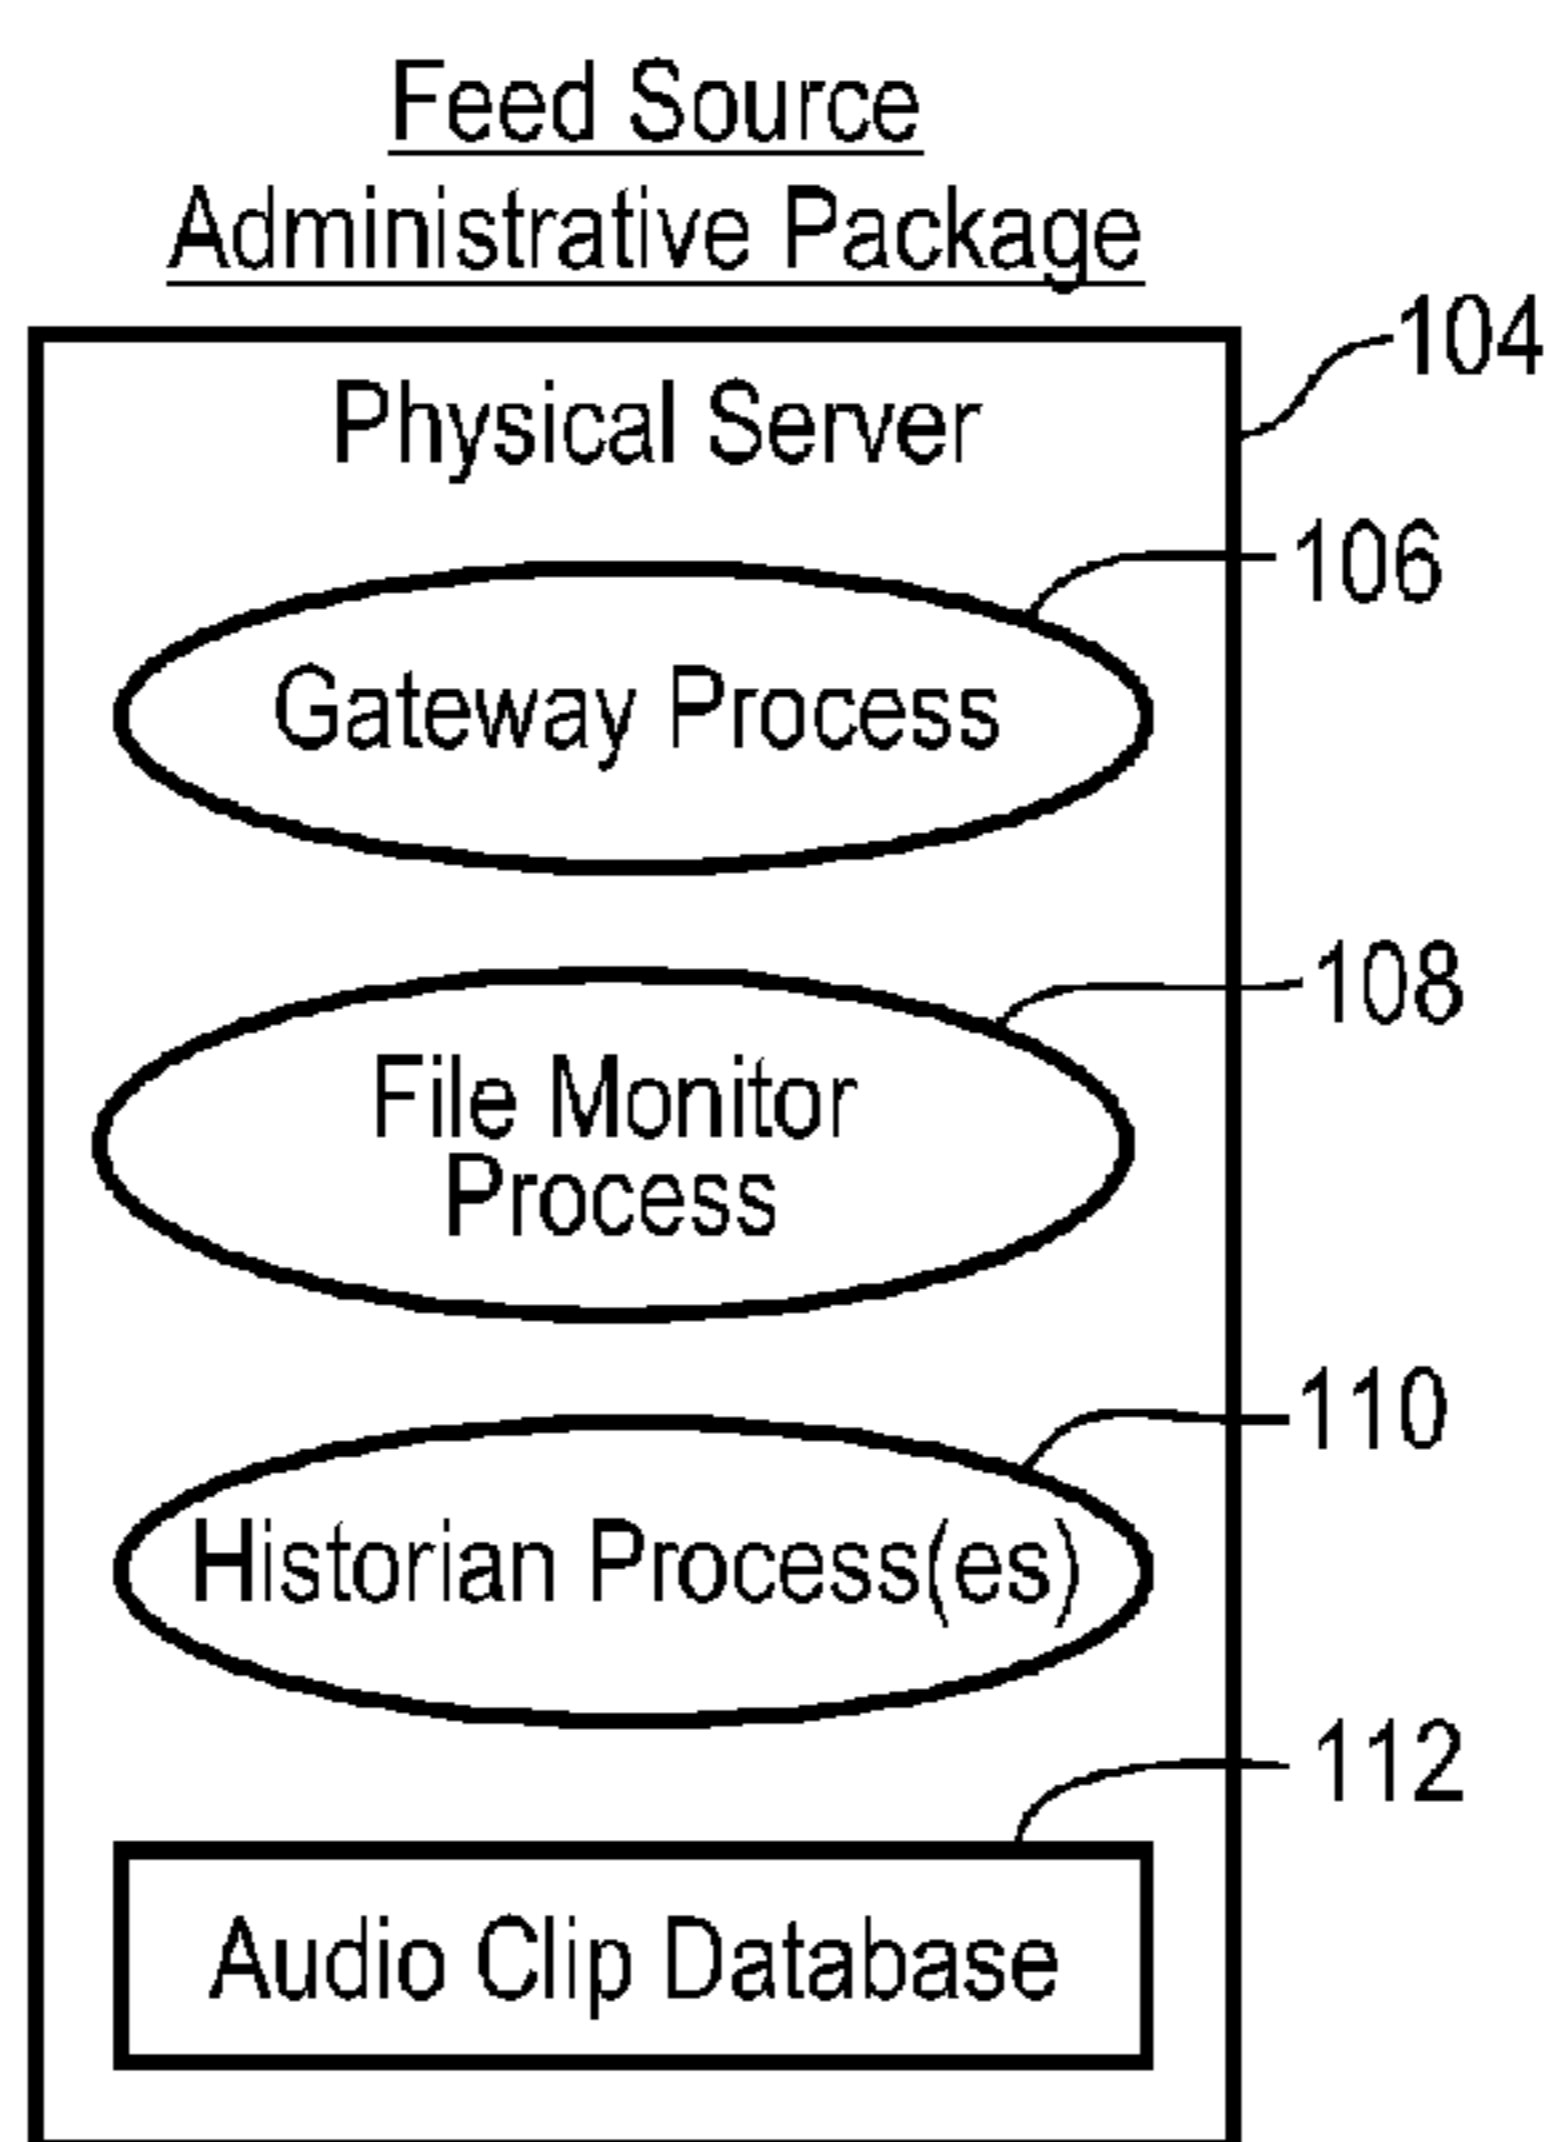 Feed Source
Administrative Package
104
Physical Server
106
Gateway Process
108
File Monitor
Process
110
Historian Process(es)
112
Audio Clip Database